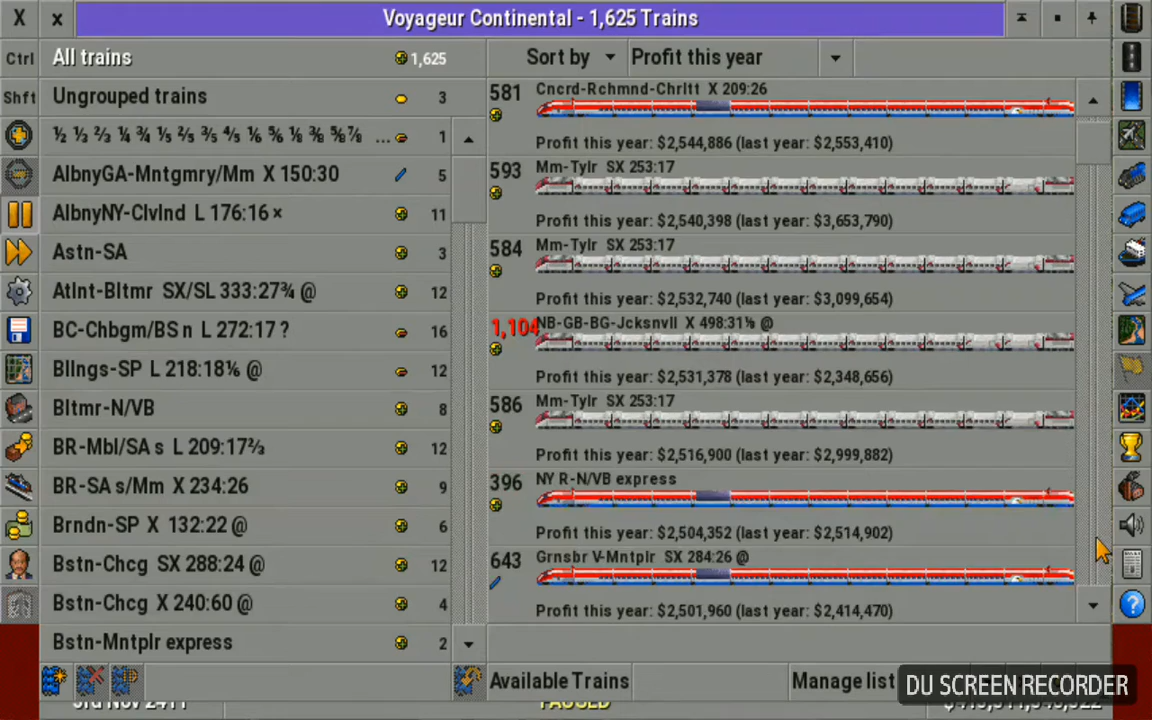 X x Voyageur Continental - 1,625 Trains
Ctrl All trains 1,625 Sort by Profit this year
Shft Ungrouped trains 3
½ ⅓ ⅔ ¼ ¾ ⅕ ⅖ ⅗ ⅘ ⅙ ⅚ ⅛ ⅜ ⅝ ⅞ ... 1
AlbnyGA-Mntgmry/Mm X 150:30 5
AlbnyNY-Clvlnd L 176:16 × 11
Astn-SA 3
Atlnt-Bltmr SX/SL 333:27¾ @ 12
BC-Chbgm/BS n L 272:17 ? 16
Bllngs-SP L 218:18⅙ @ 12
Bltmr-N/VB 8
BR-Mbl/SA s L 209:17⅔ 12
BR-SA s/Mm X 234:26 9
Brndn-SP X 132:22 @ 6
Bstn-Chcg SX 288:24 @ 12
Bstn-Chcg X 240:60 @ 4
Bstn-Mntplr express 2
581 Cncrd-Rchmnd-Chrltt X 209:26
Profit this year: $2,544,886 (last year: $2,553,410)
593 Mm-Tylr SX 253:17
Profit this year: $2,540,398 (last year: $3,653,790)
584 Mm-Tylr SX 253:17
Profit this year: $2,532,740 (last year: $3,099,654)
1,104 NB-GB-BG-Jcksnvll X 498:31⅛ @
Profit this year: $2,531,378 (last year: $2,348,656)
586 Mm-Tylr SX 253:17
Profit this year: $2,516,900 (last year: $2,999,882)
396 NY R-N/VB express
Profit this year: $2,504,352 (last year: $2,514,902)
643 Grnsbr V-Mntplr SX 284:26 @
Profit this year: $2,501,960 (last year: $2,414,470)
Available Trains Manage list
DU SCREEN RECORDER
PAUSED